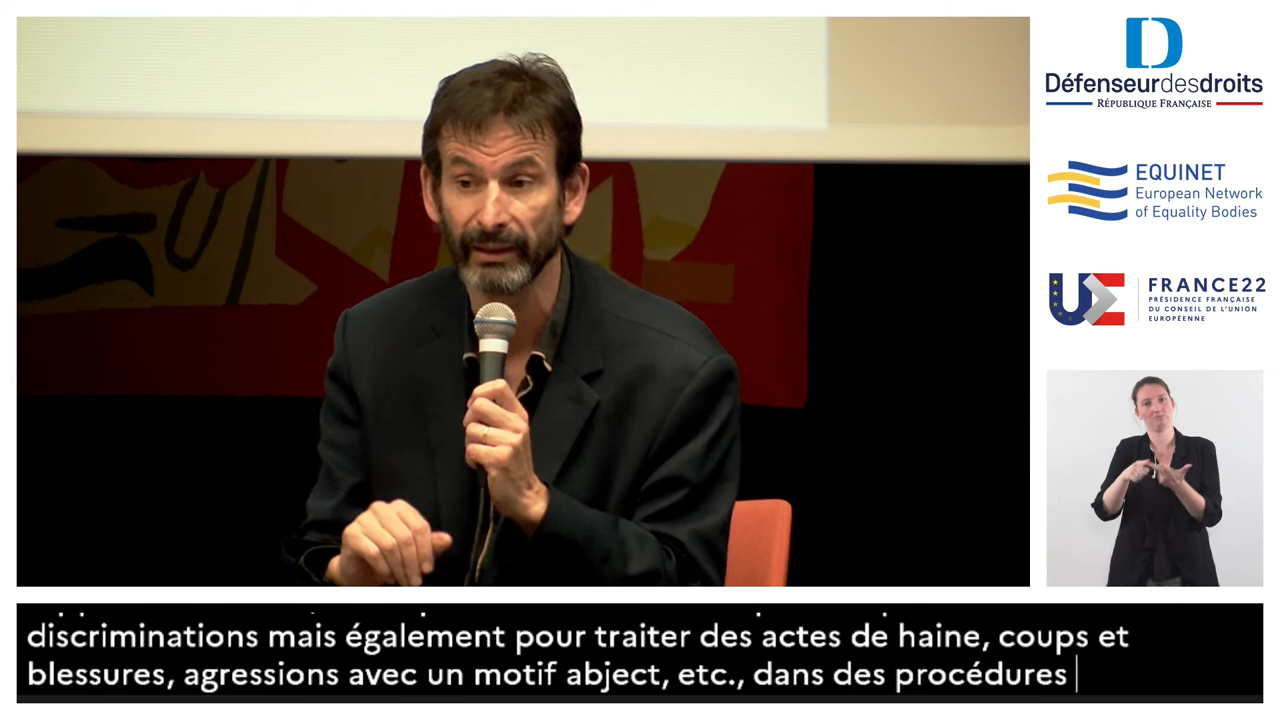 Défenseurdesdroits
RÉPUBLIQUE FRANÇAISE
EQUINET
European Network
of Equality Bodies
UE
FRANCE22
PRÉSIDENCE FRANÇAISE
DU CONSEIL DE L'UNION
EUROPÉENNE
discriminations mais également pour traiter des actes de haine, coups et
blessures, agressions avec un motif abject, etc., dans des procédures